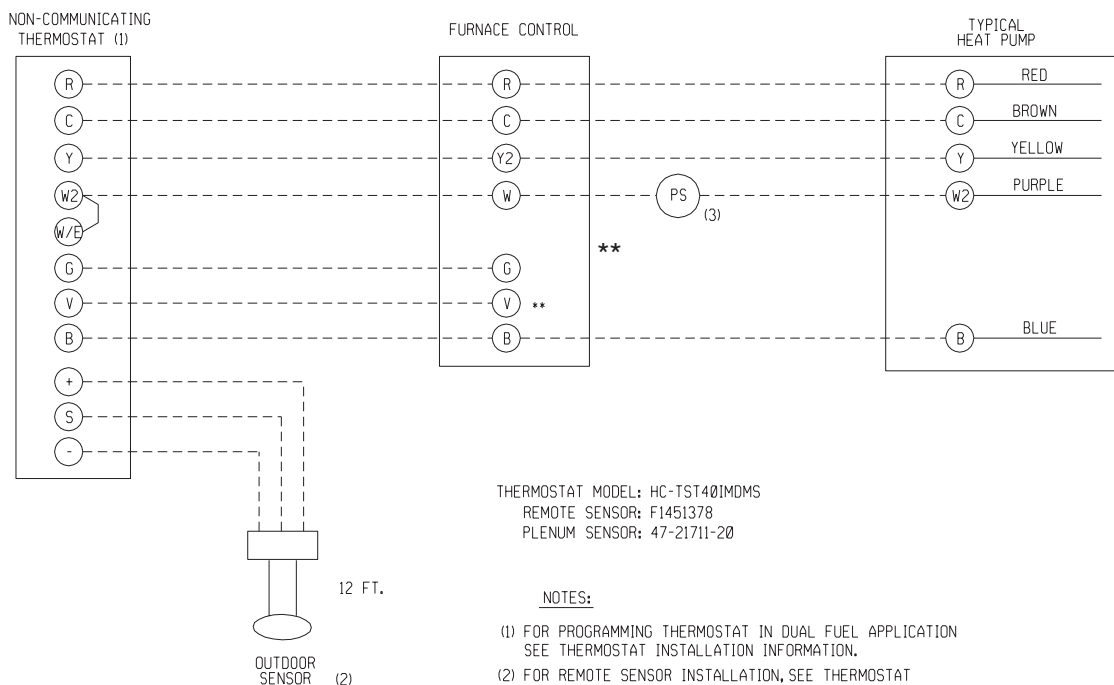 NON-COMMUNICATING
THERMOSTAT (1)
FURNACE CONTROL
TYPICAL
HEAT PUMP
R R R RED
C C C BROWN
Y Y2 Y YELLOW
W2 W PS (3) W2 PURPLE
W/E
**
G G
V V **
B B B BLUE
+
S
-
THERMOSTAT MODEL: HC-TST40IMDMS
REMOTE SENSOR: F1451378
PLENUM SENSOR: 47-21711-20
12 FT.
OUTDOOR
SENSOR (2)
NOTES:
(1) FOR PROGRAMMING THERMOSTAT IN DUAL FUEL APPLICATION
SEE THERMOSTAT INSTALLATION INFORMATION.
(2) FOR REMOTE SENSOR INSTALLATION, SEE THERMOSTAT